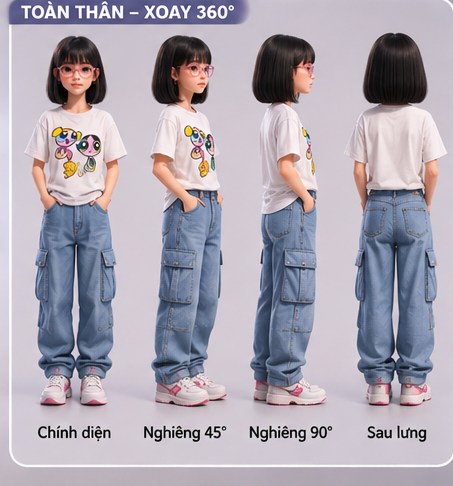 TOÀN THÂN – XOAY 360°
Chính diện
Nghiêng 45°
Nghiêng 90°
Sau lưng